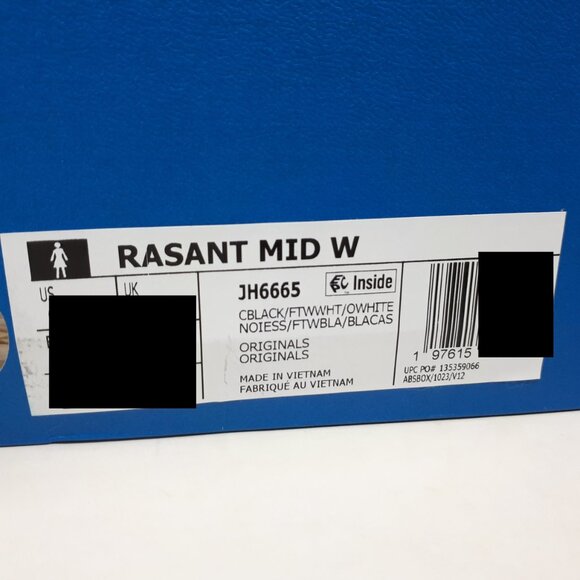 RASANT MID W
US
UK
JH6665
Inside
CBLACK/FTWWHT/OWHITE
NOIESS/FTWBLA/BLACAS
ORIGINALS
ORIGINALS
MADE IN VIETNAM
FABRIQUÉ AU VIETNAM
1 97615
UPC PO# 135359066
ABSBOX/1023/V12